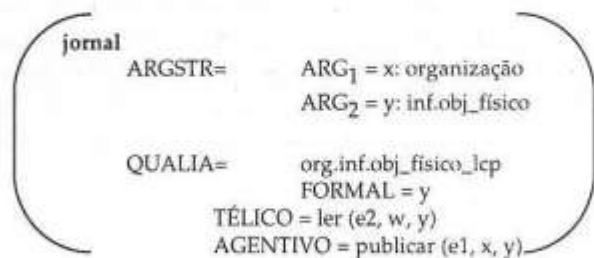 jornal
ARGSTR= ARG1 = x: organização
ARG2 = y: inf.obj_físico
QUALIA= org.inf.obj_físico_lcp
FORMAL = y
TÉLICO = ler (e2, w, y)
AGENTIVO = publicar (e1, x, y)